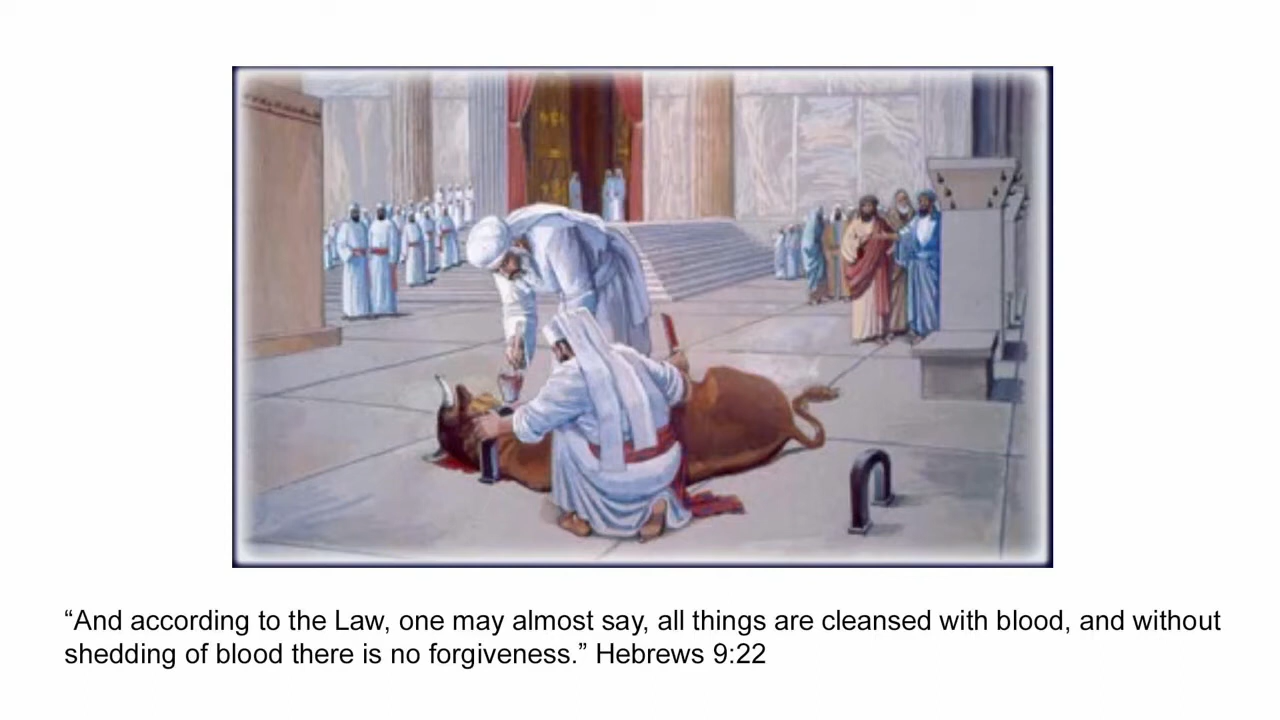 “And according to the Law, one may almost say, all things are cleansed with blood, and without
shedding of blood there is no forgiveness.” Hebrews 9:22